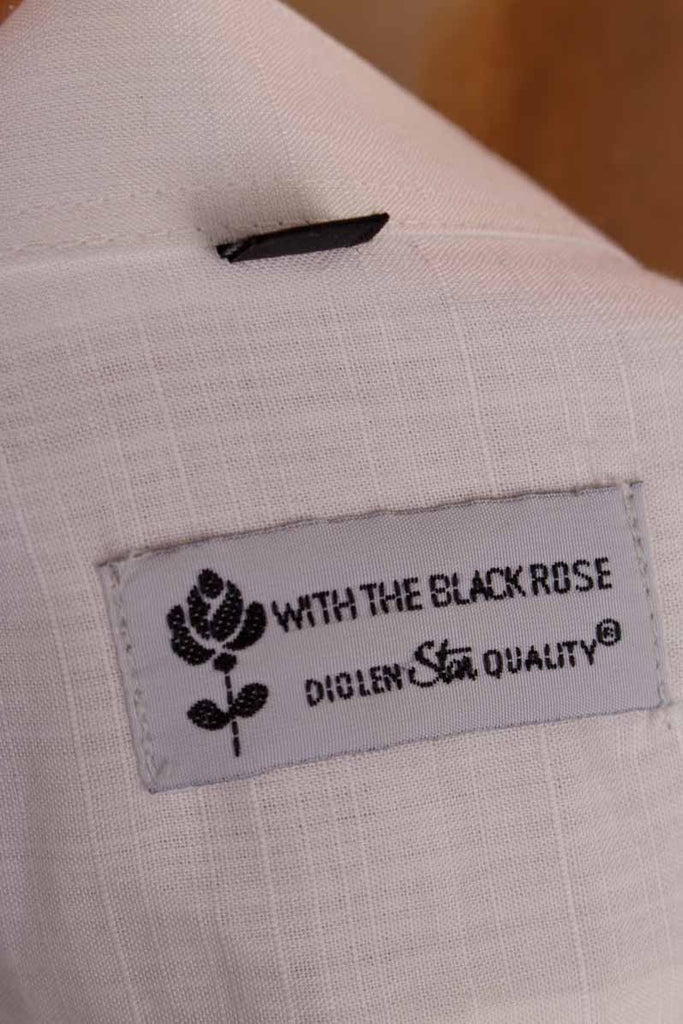 WITH THE BLACK ROSE
DIOLEN Star QUALITY®